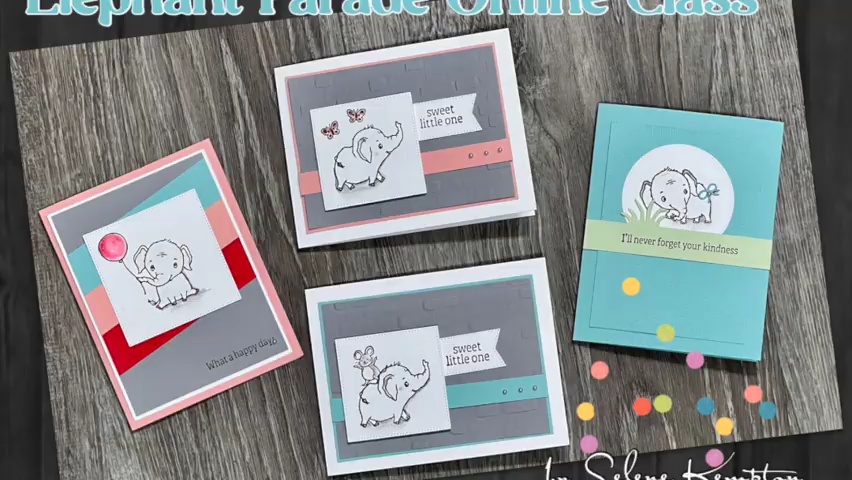 Elephant Parade Online Class
sweet
little one
What a happy day!
I'll never forget your kindness
sweet
little one
by Selene Kempton